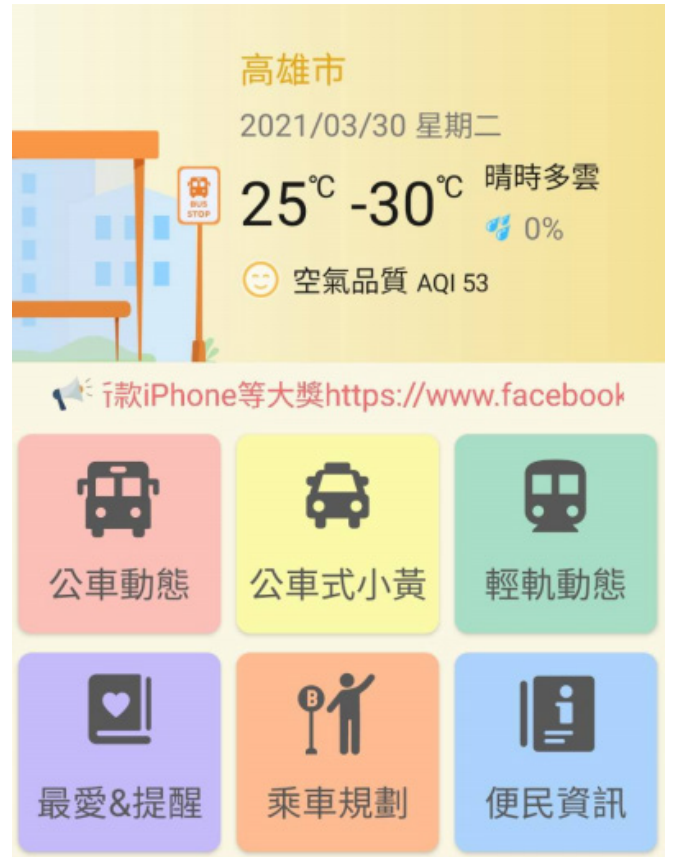 高雄市
2021/03/30 星期二
25℃ -30℃
晴時多雲
0%
BUS
STOP
空氣品質 AQI 53
款iPhone等大獎https://www.facebook
公車動態
公車式小黃
輕軌動態
B
最愛&提醒
乘車規劃
便民資訊